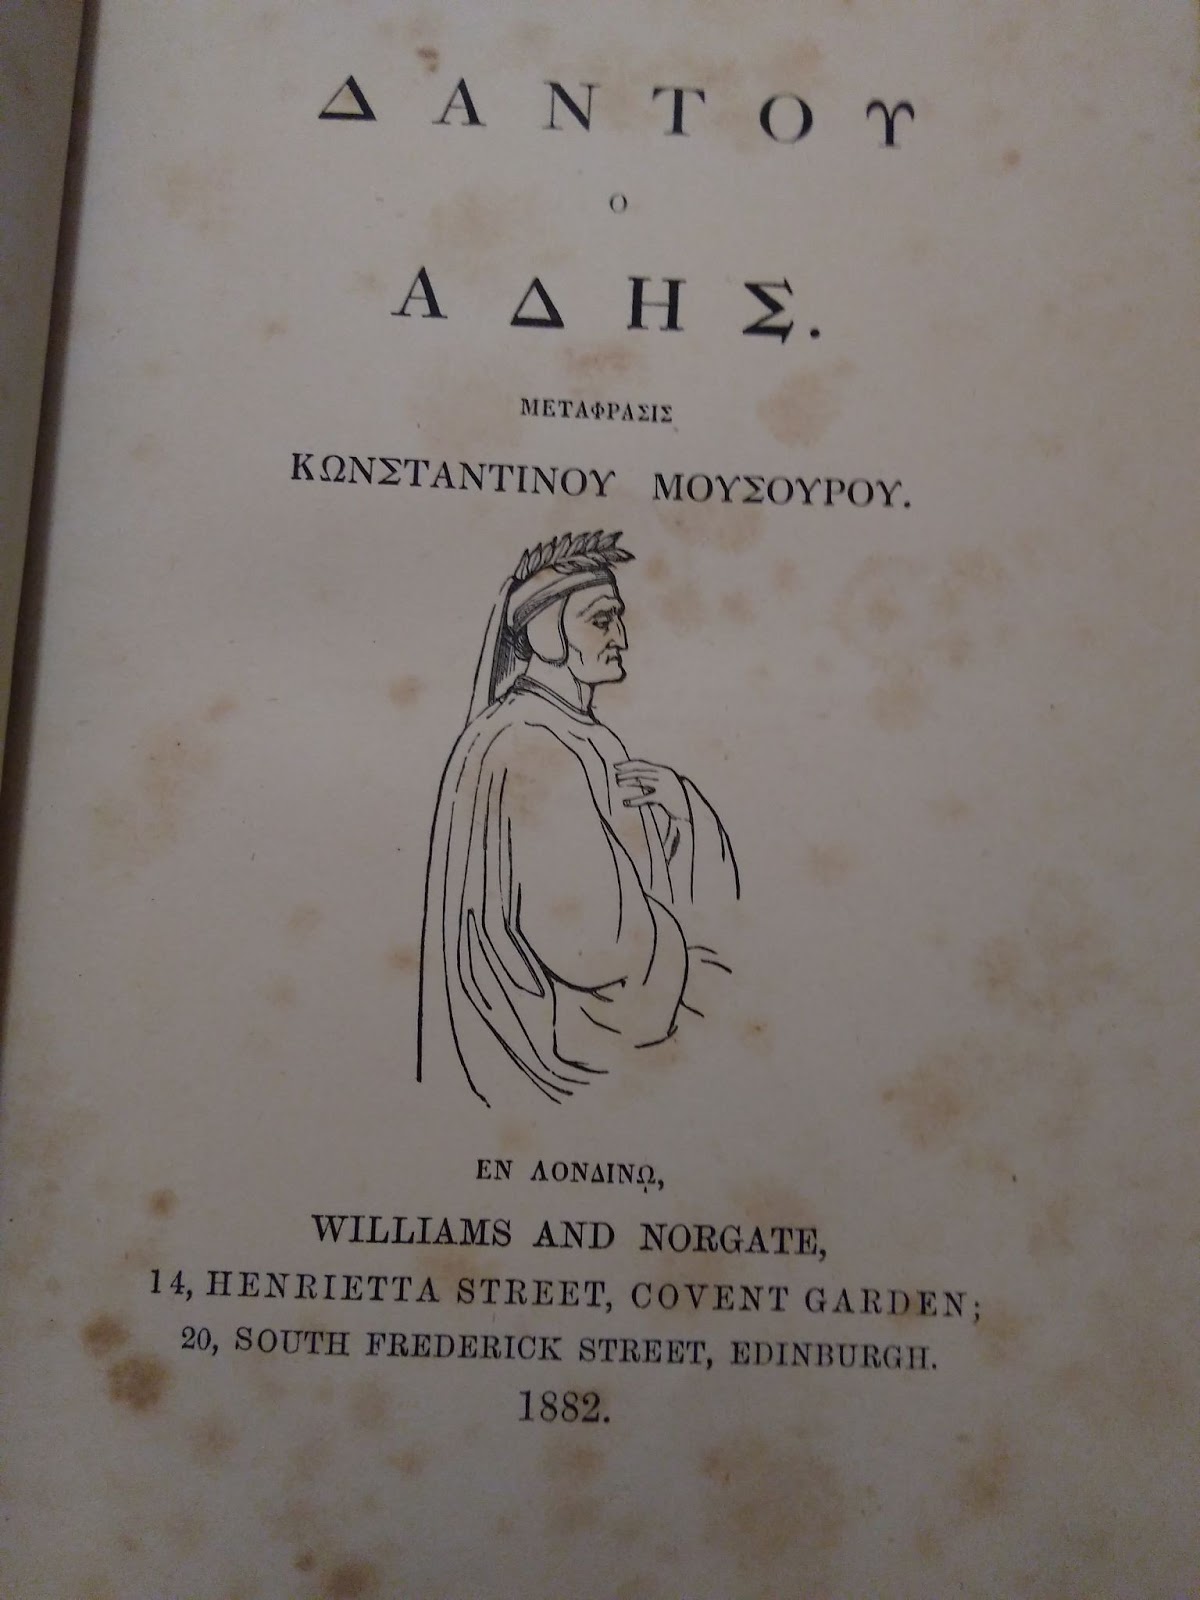 ΔΑΝΤΟΥ
Ο
ΑΔΗΣ.
ΜΕΤΑΦΡΑΣΙΣ
ΚΩΝΣΤΑΝΤΙΝΟΥ ΜΟΥΣΟΥΡΟΥ.
ΕΝ ΛΟΝΔΙΝῼ,
WILLIAMS AND NORGATE,
14, HENRIETTA STREET, COVENT GARDEN;
20, SOUTH FREDERICK STREET, EDINBURGH.
1882.